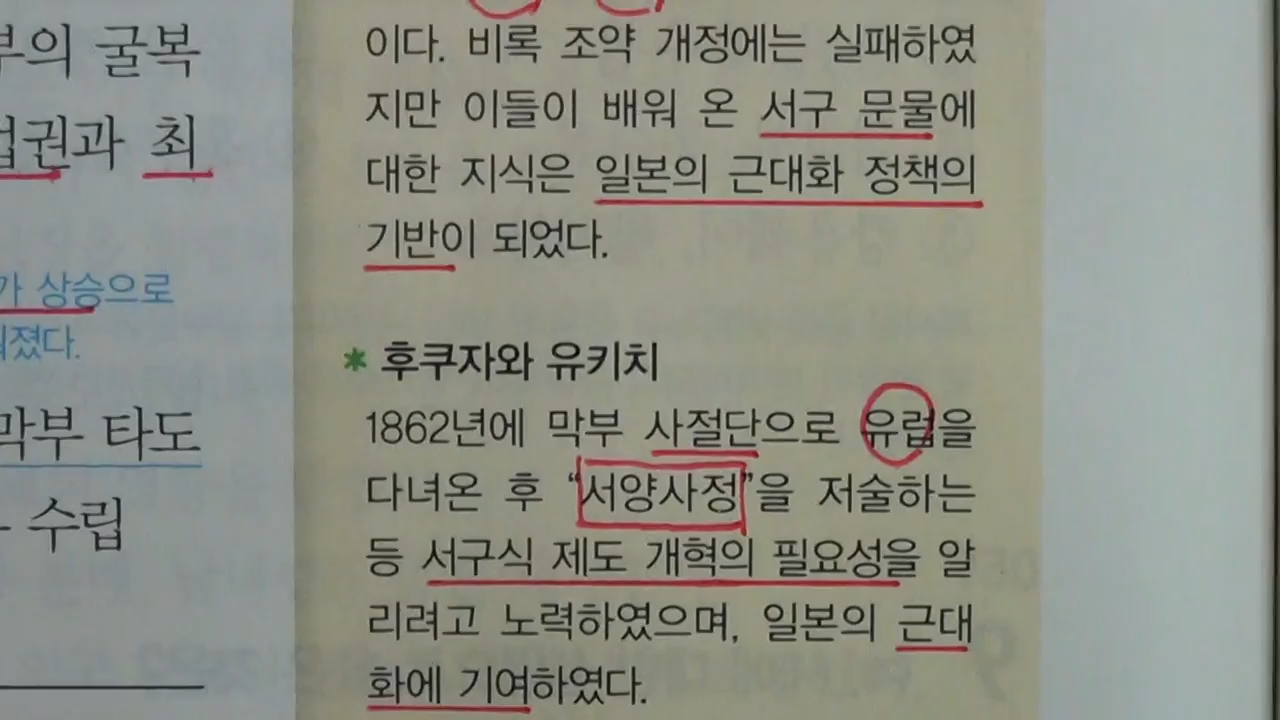 부의 굴복
법권과 최
가 상승으로
졌다.
막부 타도
수립
이다. 비록 조약 개정에는 실패하였
지만 이들이 배워 온 서구 문물에
대한 지식은 일본의 근대화 정책의
기반이 되었다.
* 후쿠자와 유키치
1862년에 막부 사절단으로 유럽을
다녀온 후 “서양사정”을 저술하는
등 서구식 제도 개혁의 필요성을 알
리려고 노력하였으며, 일본의 근대
화에 기여하였다.